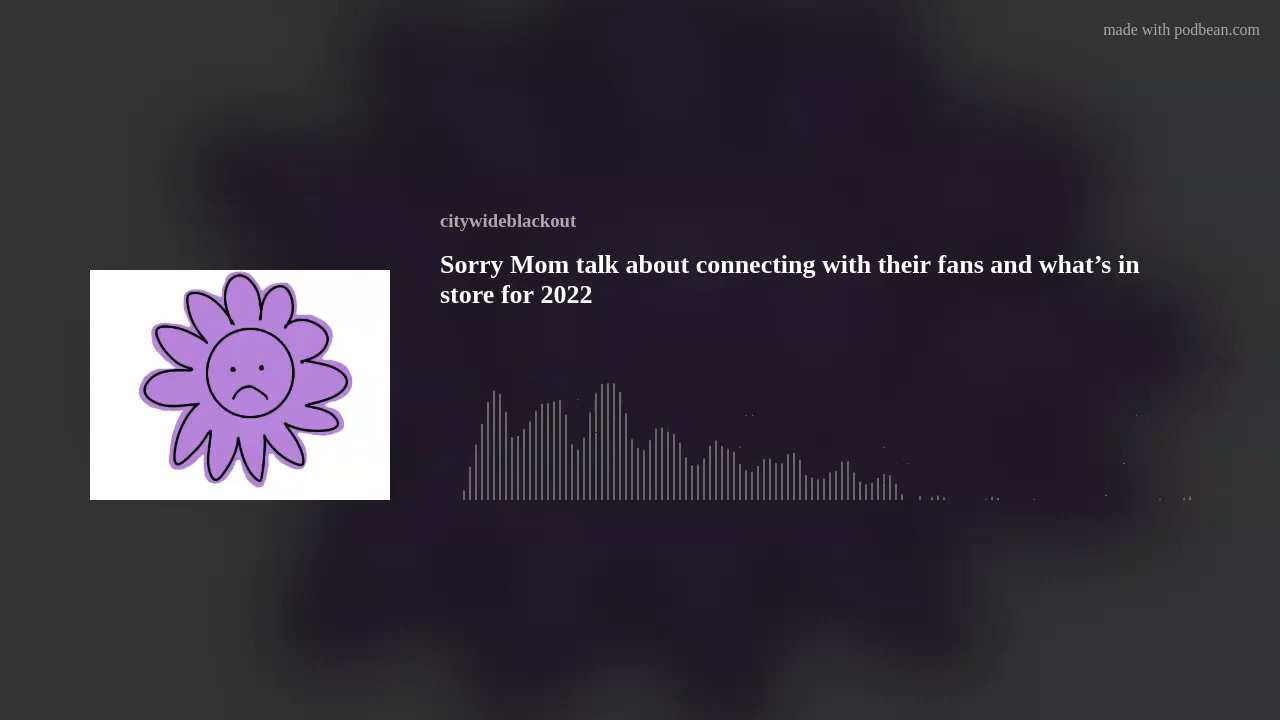 made with podbean.com
citywideblackout
Sorry Mom talk about connecting with their fans and what’s in
store for 2022